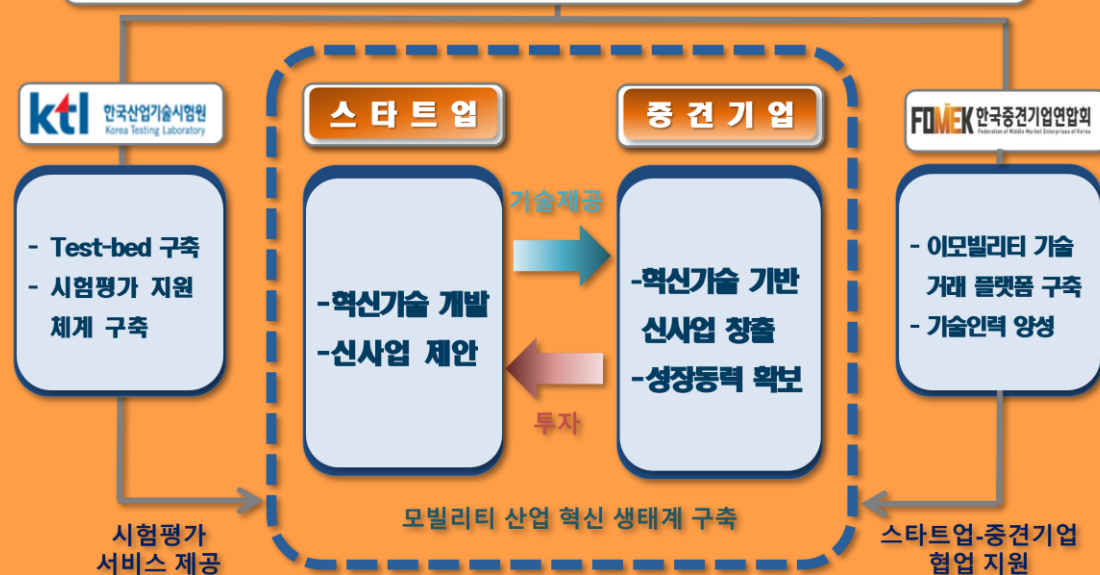 ktl 한국산업기술시험원
Korea Testing Laboratory
- Test-bed 구축
- 시험평가 지원
체계 구축
시험평가
서비스 제공
스타트업
-혁신기술 개발
-신사업 제안
기술제공
투자
중견기업
-혁신기술 기반
신사업 창출
-성장동력 확보
모빌리티 산업 혁신 생태계 구축
FOMEK 한국중견기업연합회
Federation of Middle Market Enterprises of Korea
- 이모빌리티 기술
거래 플랫폼 구축
- 기술인력 양성
스타트업-중견기업
협업 지원